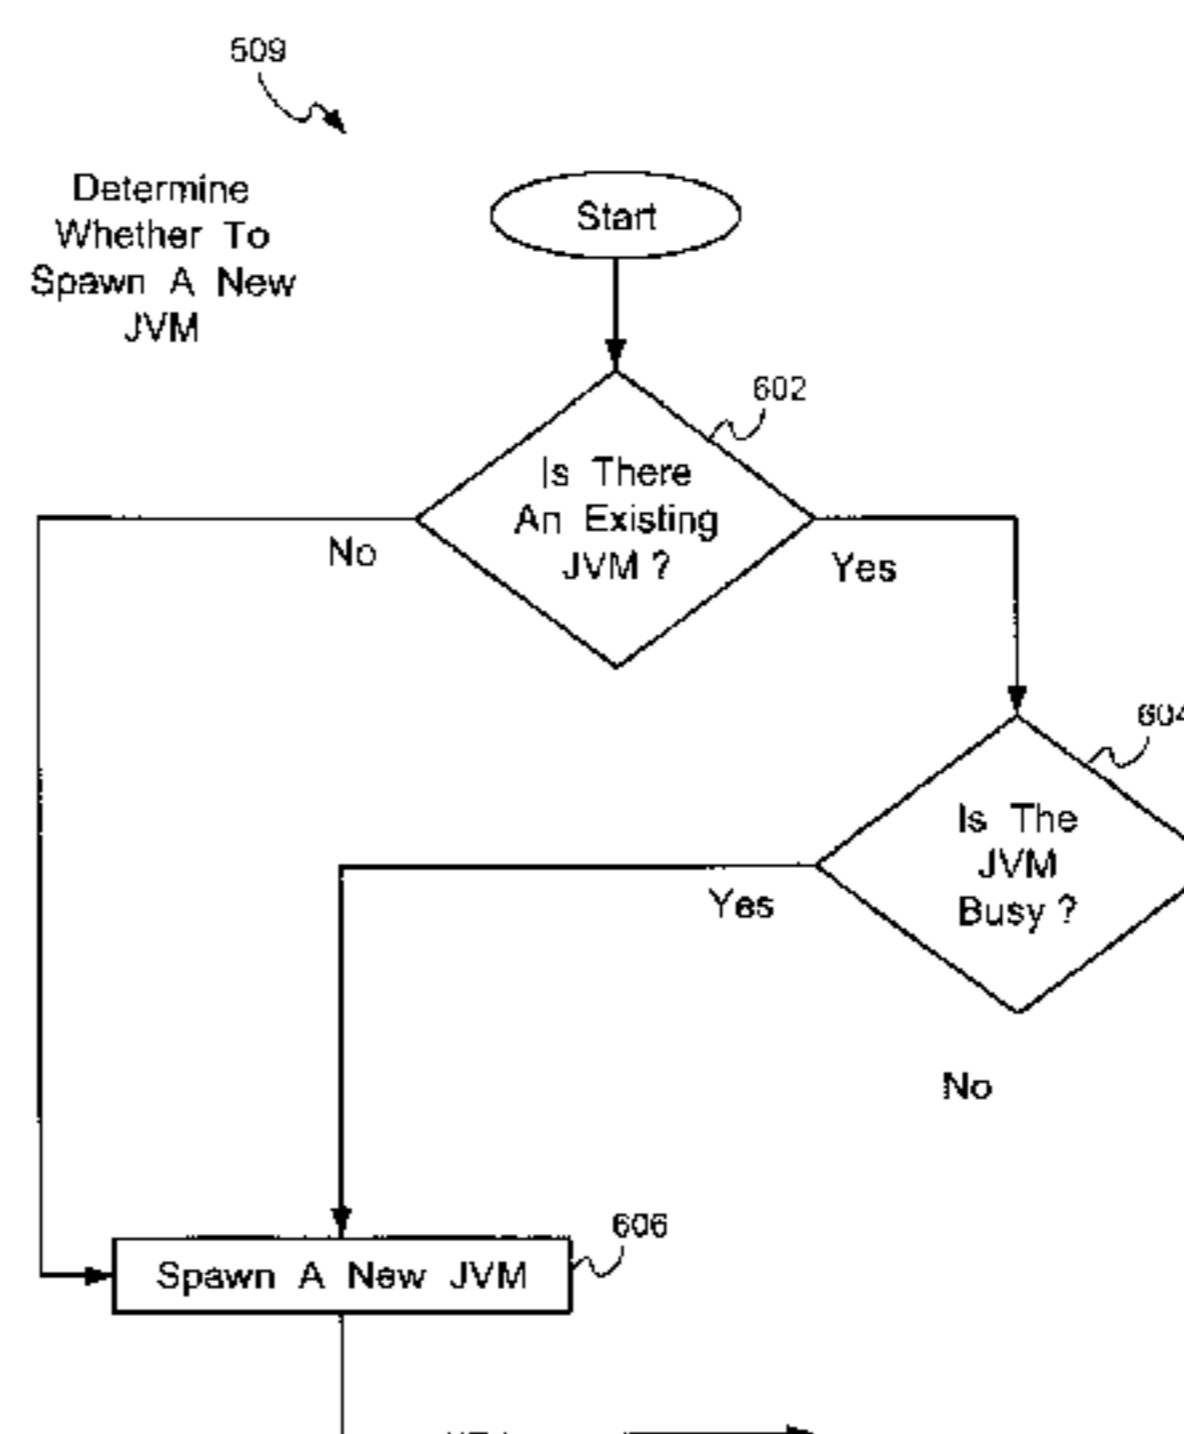 509
Determine
Whether To
Spawn A New
JVM
Start
602
Is There
An Existing
JVM ?
No
Yes
604
Is The
JVM
Busy ?
Yes
No
606
Spawn A New JVM